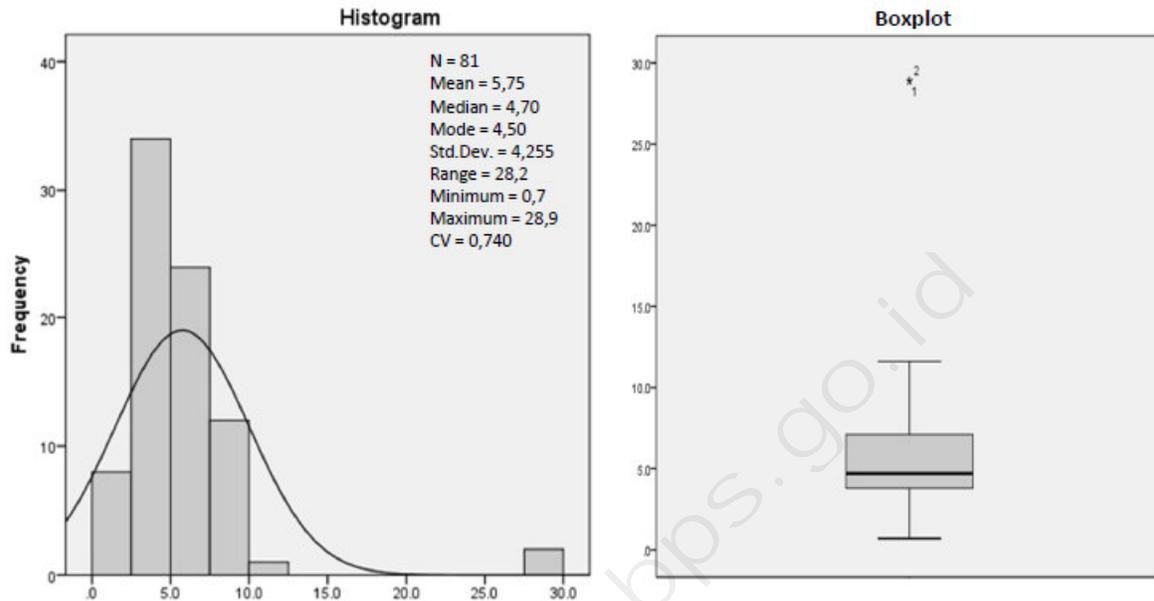 Histogram
Frequency
40
30
20
10
0
.0 5.0 10.0 15.0 20.0 25.0 30.0
N = 81
Mean = 5,75
Median = 4,70
Mode = 4,50
Std.Dev. = 4,255
Range = 28,2
Minimum = 0,7
Maximum = 28,9
CV = 0,740
Boxplot
30.0
25.0
20.0
15.0
10.0
5.0
.0
*2
1
bps.go.id